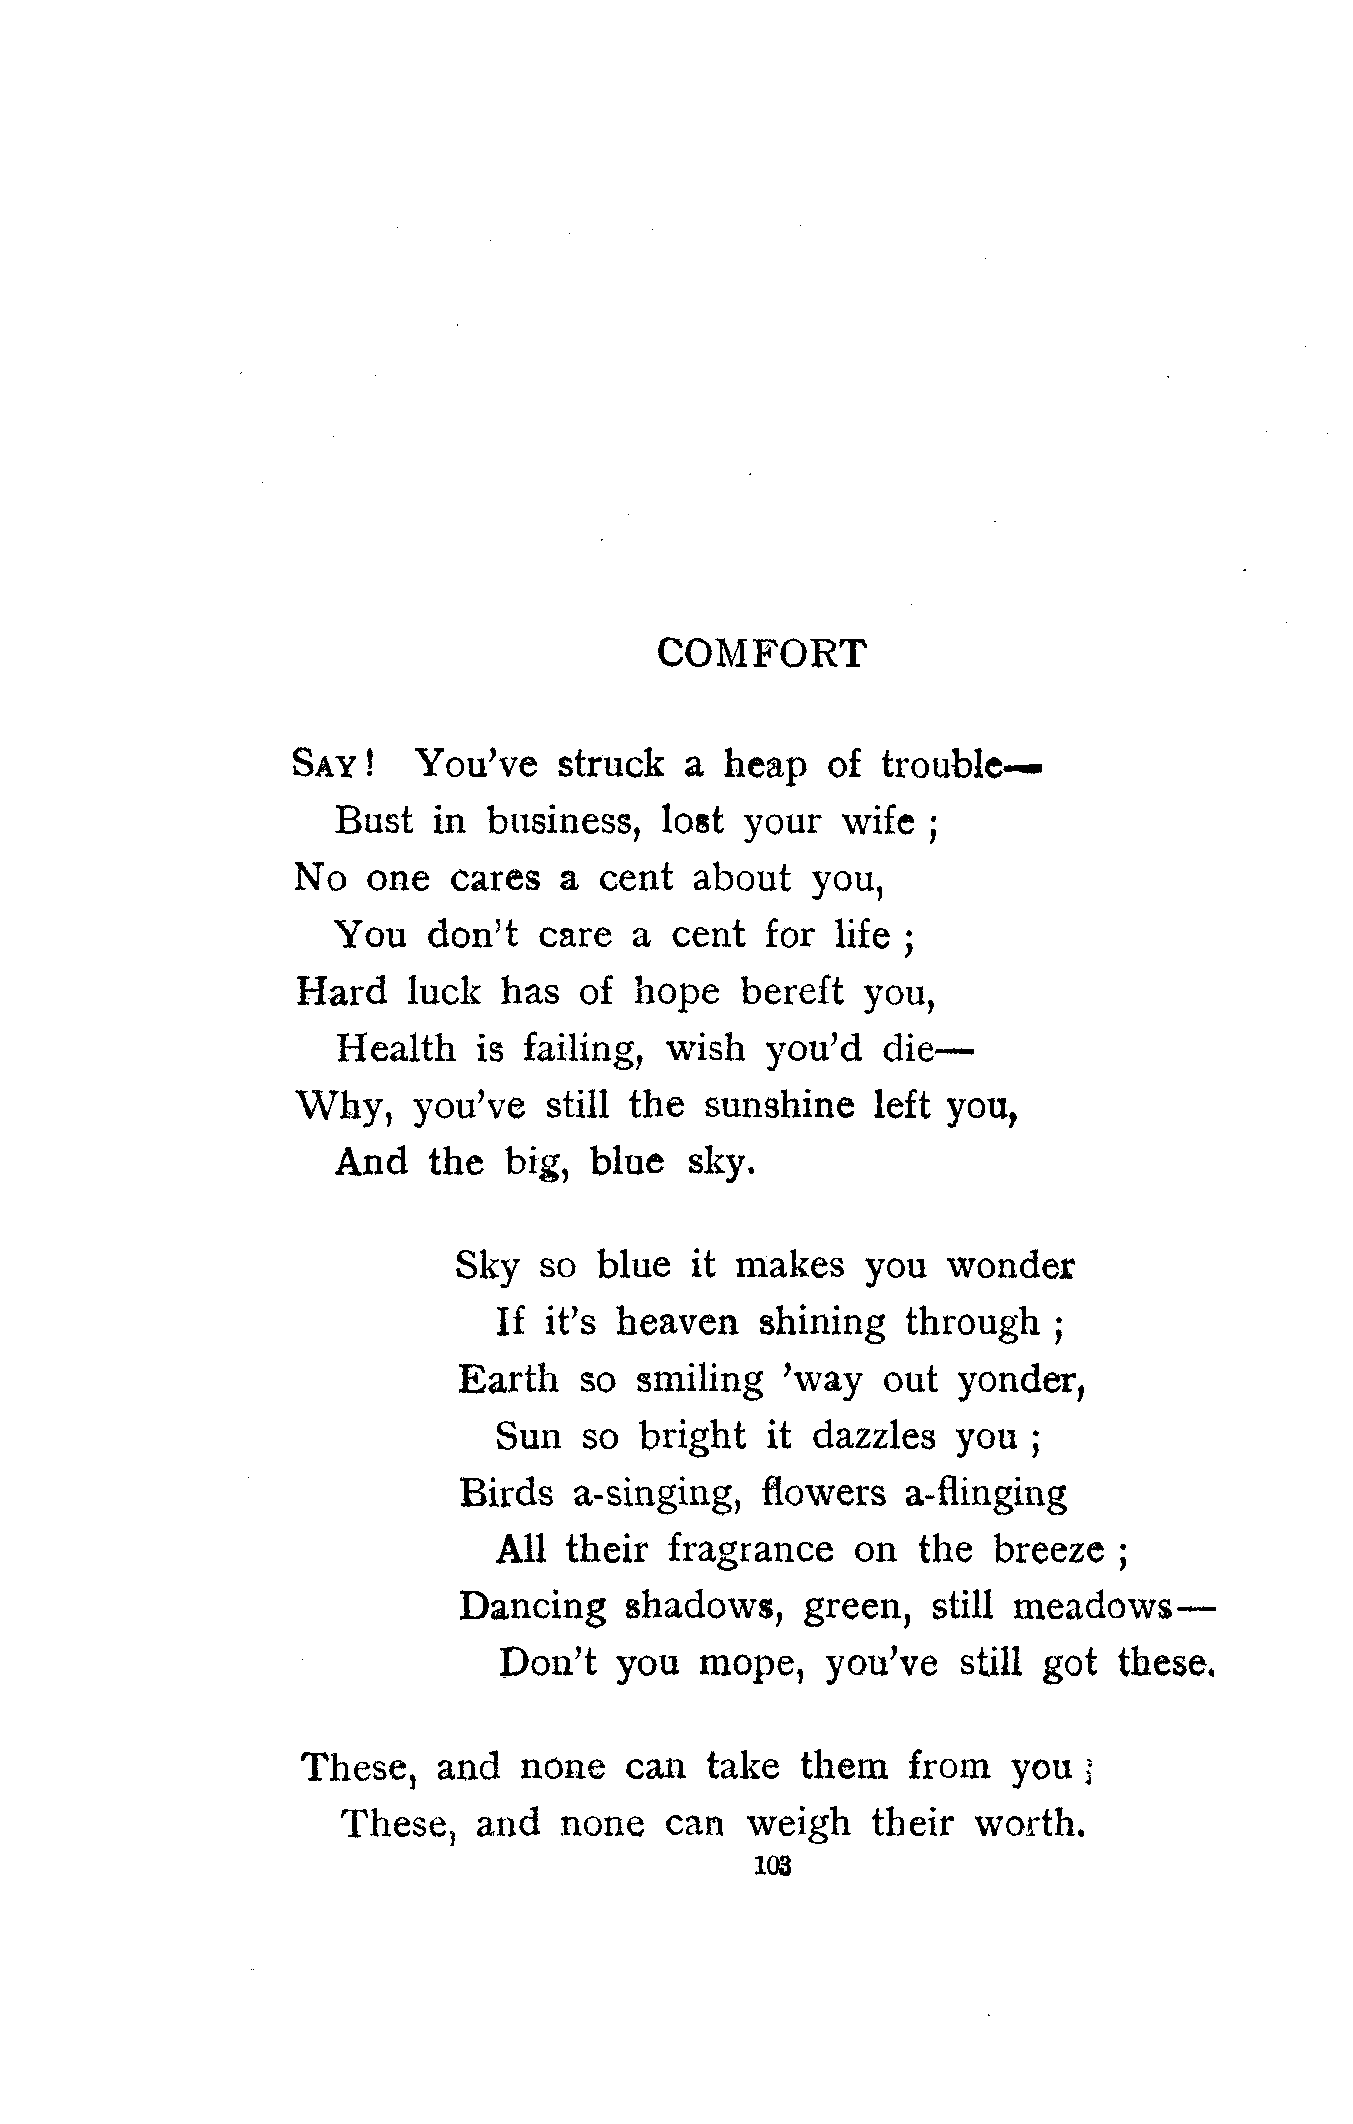 COMFORT
SAY! You've struck a heap of trouble—
Bust in business, lost your wife ;
No one cares a cent about you,
You don't care a cent for life ;
Hard luck has of hope bereft you,
Health is failing, wish you'd die—
Why, you've still the sunshine left you,
And the big, blue sky.
Sky so blue it makes you wonder
If it's heaven shining through ;
Earth so smiling 'way out yonder,
Sun so bright it dazzles you ;
Birds a-singing, flowers a-flinging
All their fragrance on the breeze ;
Dancing shadows, green, still meadows—
Don't you mope, you've still got these.
These, and none can take them from you ;
These, and none can weigh their worth.
103